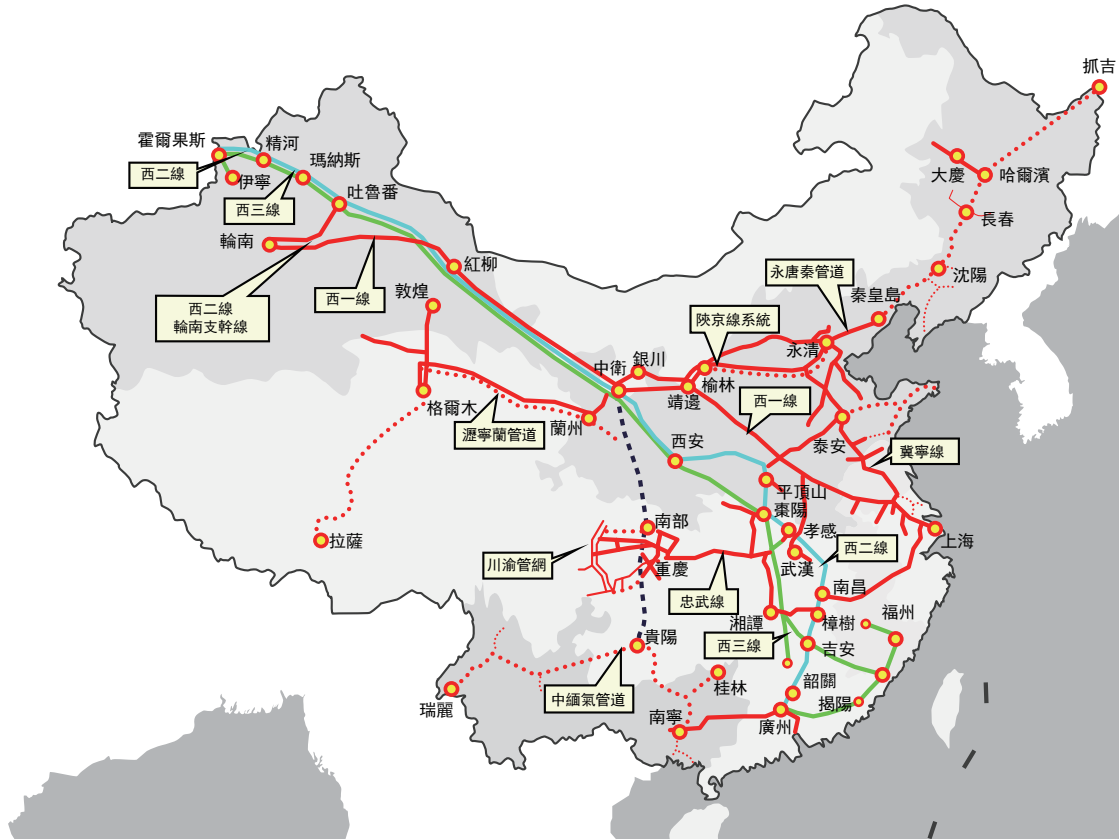 抓吉
霍爾果斯
精河
瑪納斯
西二線
伊寧
大慶
哈爾濱
吐魯番
西三線
長春
輪南
紅柳
永唐秦管道
沈陽
敦煌
西一線
秦皇島
西二線
輪南支幹線
陝京線系統
永清
中衛
銀川
榆林
靖邊
格爾木
西一線
瀝寧蘭管道
蘭州
西安
泰安
冀寧線
平頂山
棗陽
南部
孝感
上海
拉薩
西二線
川渝管網
重慶
武漢
忠武線
南昌
福州
湘譚
樟樹
西三線
吉安
貴陽
韶關
桂林
中緬氣管道
揭陽
瑞麗
南寧
廣州